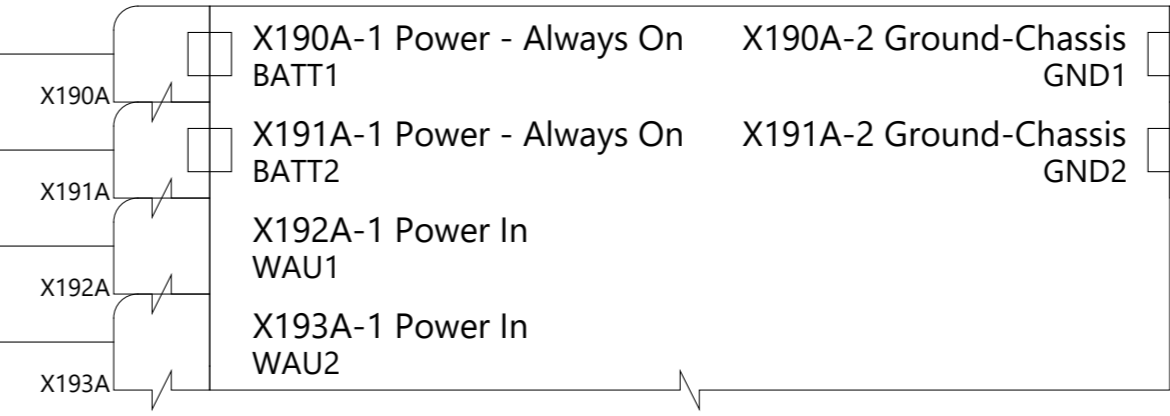 X190A-1 Power - Always On X190A-2 Ground-Chassis
BATT1 GND1
X190A
X191A-1 Power - Always On X191A-2 Ground-Chassis
BATT2 GND2
X191A
X192A-1 Power In
WAU1
X192A
X193A-1 Power In
WAU2
X193A